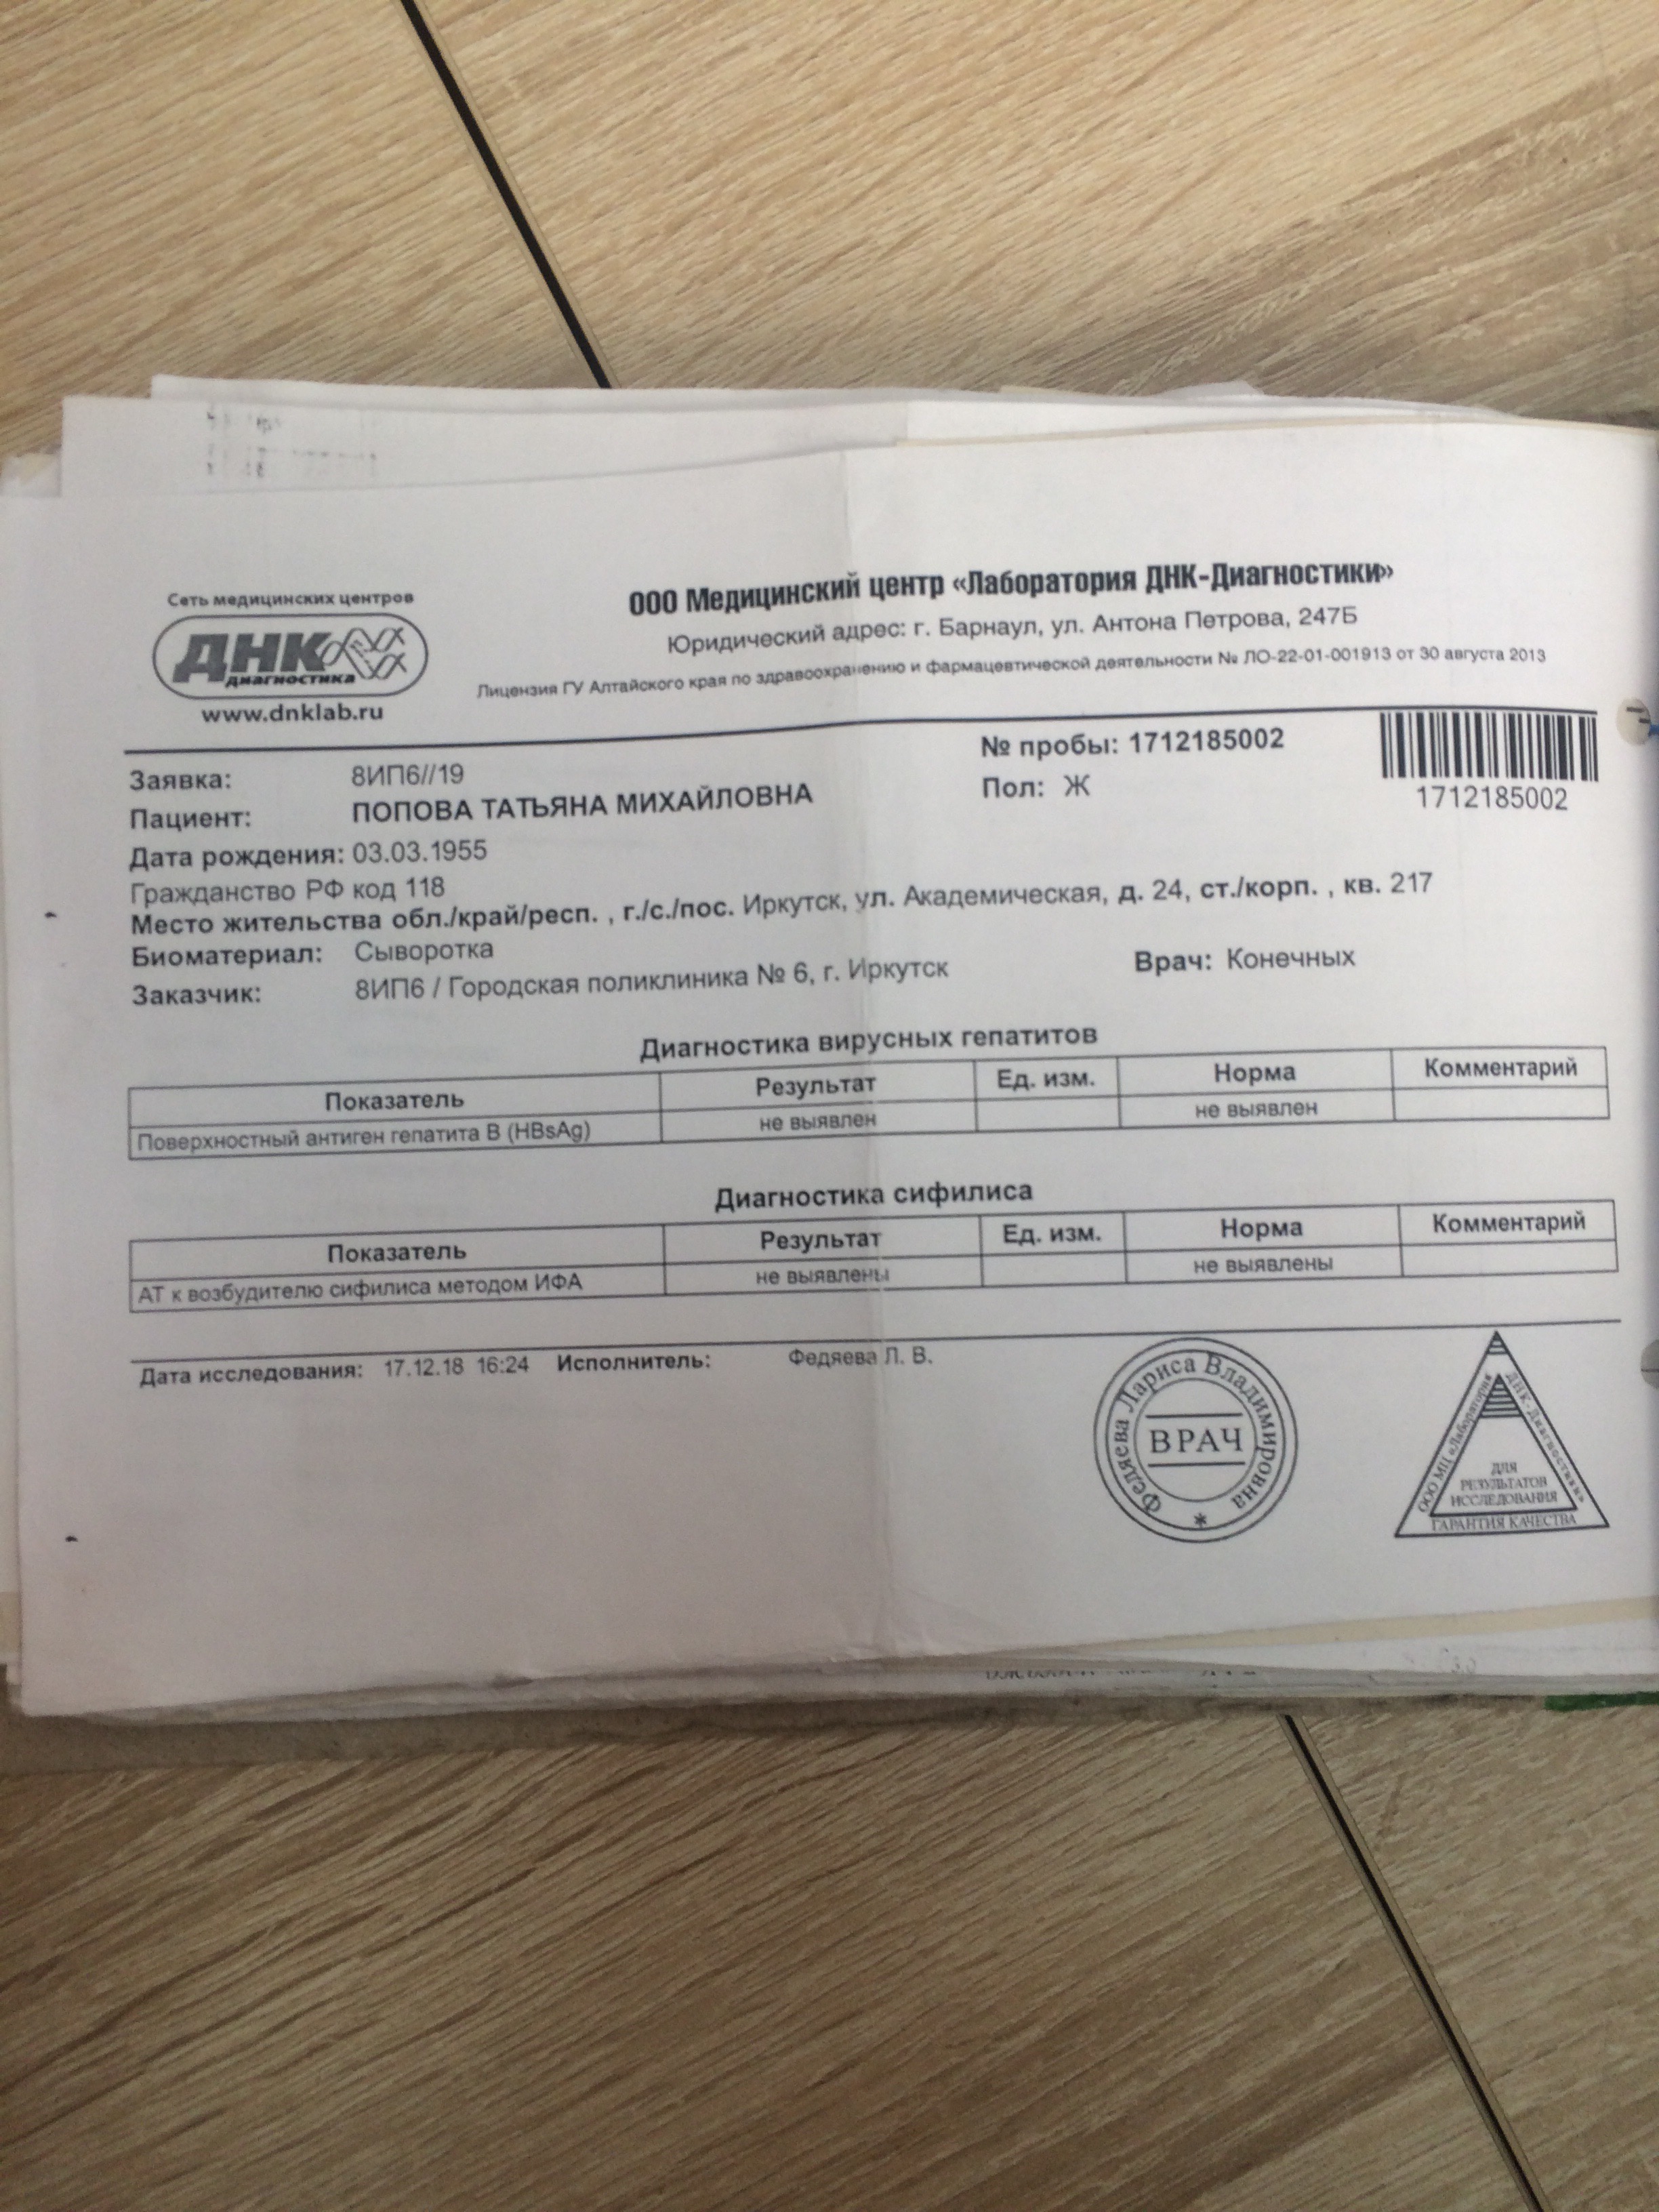 Сеть медицинских центров
ДНК
диагностика
www.dnklab.ru
ООО Медицинский центр «Лаборатория ДНК-Диагностики»
Юридический адрес: г. Барнаул, ул. Антона Петрова, 247Б
Лицензия ГУ Алтайского края по здравоохранению и фармацевтической деятельности № ЛО-22-01-001913 от 30 августа 2013
Заявка: 8ИП6//19 № пробы: 1712185002
1712185002
Пациент: ПОПОВА ТАТЬЯНА МИХАЙЛОВНА Пол: Ж
Дата рождения: 03.03.1955
Гражданство РФ код 118
Место жительства обл./край/респ. , г./с./пос. Иркутск, ул. Академическая, д. 24, ст./корп. , кв. 217
Биоматериал: Сыворотка
Заказчик: 8ИП6 / Городская поликлиника № 6, г. Иркутск Врач: Конечных
Диагностика вирусных гепатитов
Показатель Результат Ед. изм. Норма Комментарий
Поверхностный антиген гепатита В (HBsAg) не выявлен не выявлен
Диагностика сифилиса
Показатель Результат Ед. изм. Норма Комментарий
АТ к возбудителю сифилиса методом ИФА не выявлены не выявлены
Дата исследования: 17.12.18 16:24 Исполнитель: Федяева Л. В.
Федяева Лариса Владимировна
ВРАЧ
*
ООО МЦ «Лаборатория ДНК-Диагностики»
ДЛЯ
РЕЗУЛЬТАТОВ
ИССЛЕДОВАНИЯ
ГАРАНТИЯ КАЧЕСТВА